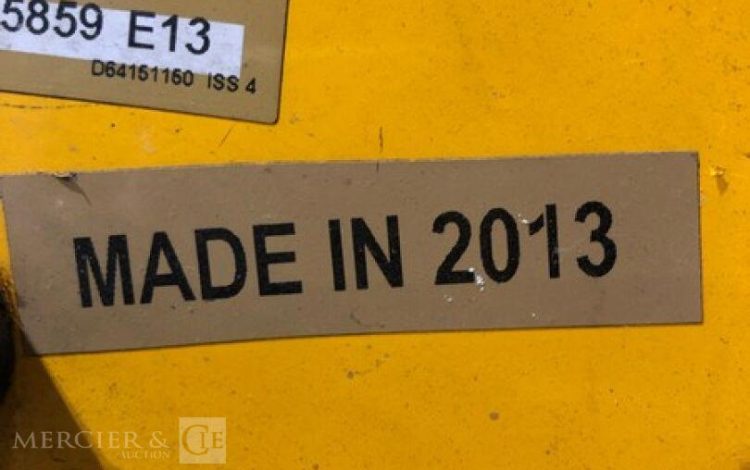 5859 E13
D64151160 ISS 4
MADE IN 2013
MERCIER & CIE
AUCTION